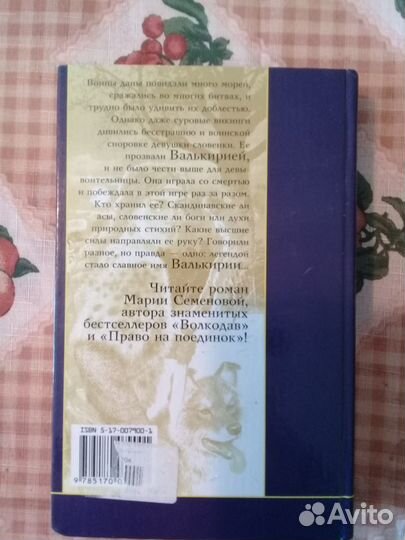 Воины даны повидали много морей,
сражались во многих битвах, и
трудно было удивить их доблестью.
Однако даже суровые викинги
дивились бесстрашию и воинской
сноровке девушки-словенки. Ее
прозвали Валькирией,
и не было чести выше для девы-
воительницы. Она играла со смертью
и побеждала в этой игре раз за разом.
Кто хранил ее? Скандинавские ли
асы, словенские ли боги или духи
природных стихий? Какие высшие
силы направляли ее руку? Говорили
разное, но правда — одно: легендой
стало славное имя Валькирии...
Читайте роман
Марии Семеновой,
автора знаменитых
бестселлеров «Волкодав»
и «Право на поединок»!
ISBN 5-17-007900-1
9 785170 0
Avito